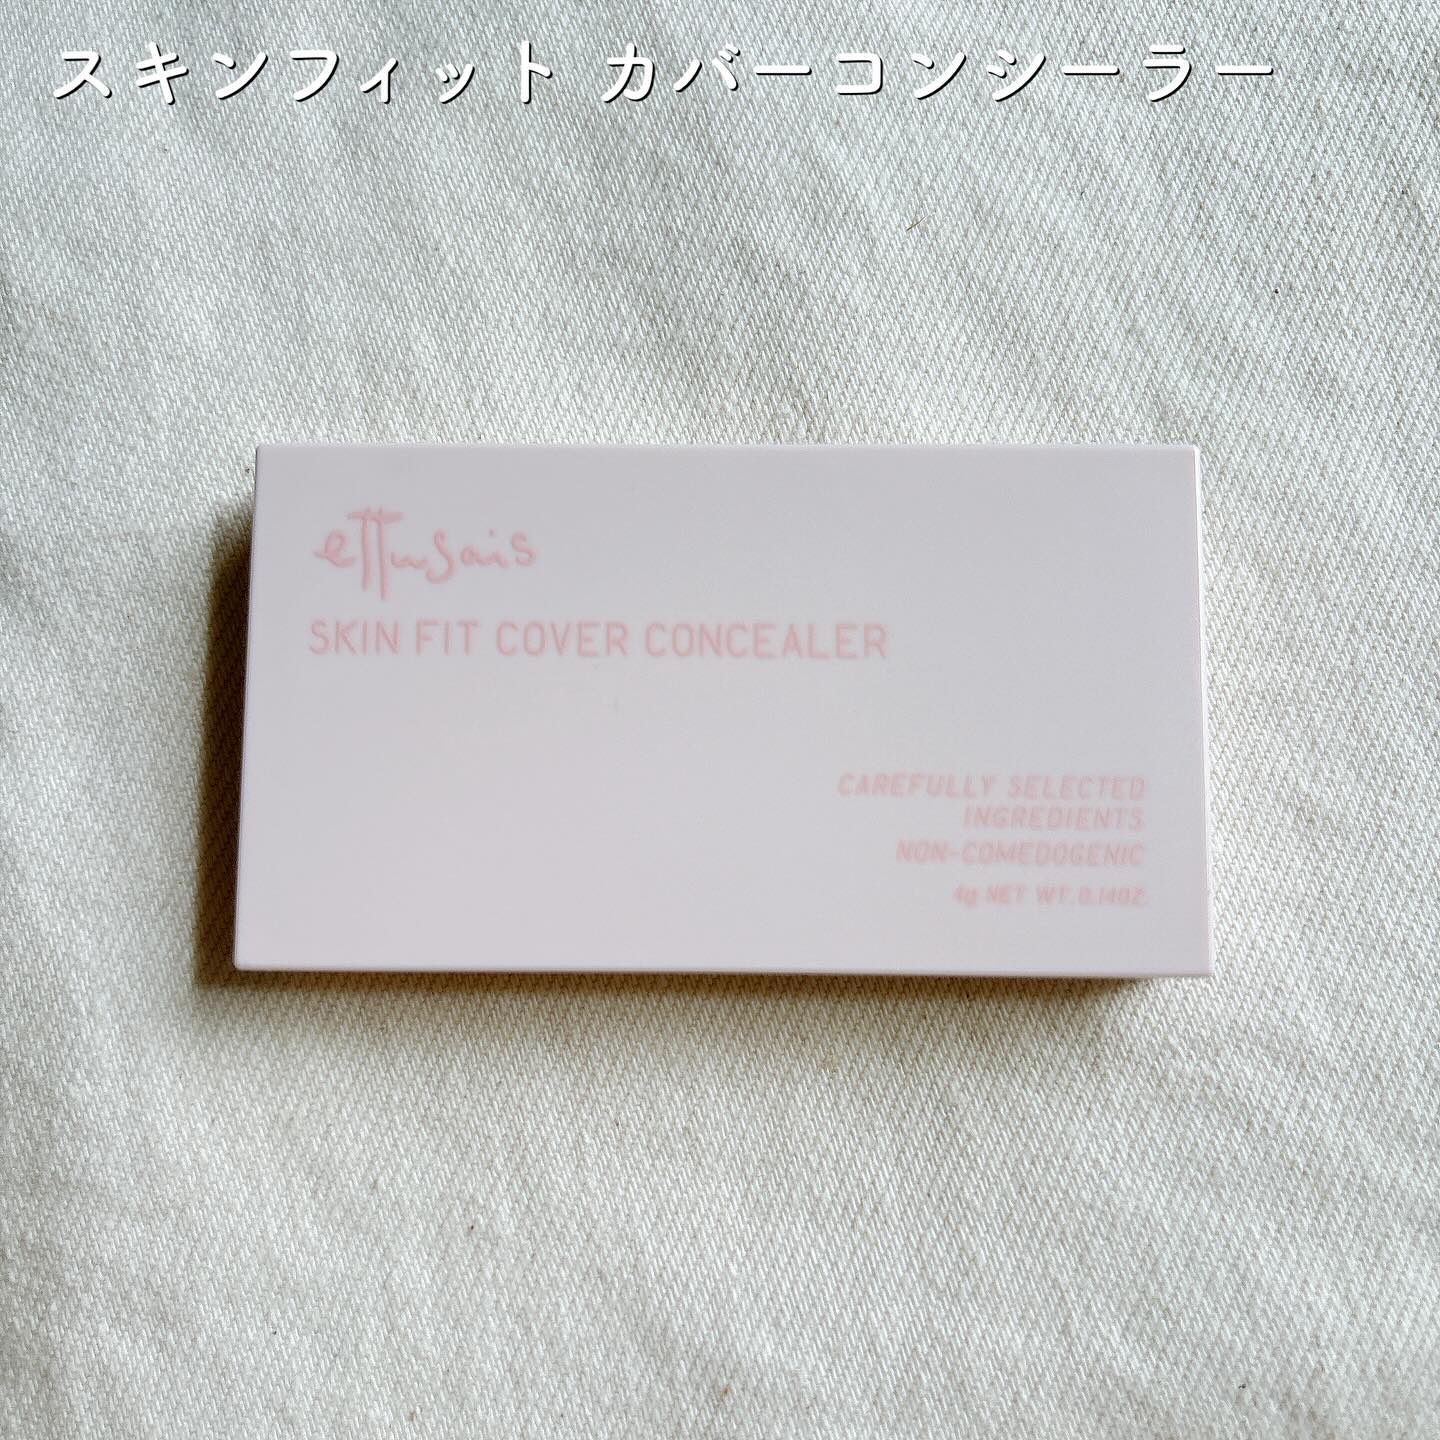 スキンフィット カバーコンシーラー
ettusais
SKIN FIT COVER CONCEALER
CAREFULLY SELECTED
INGREDIENTS
NON-COMEDOGENIC
4g NET WT.0.14OZ.